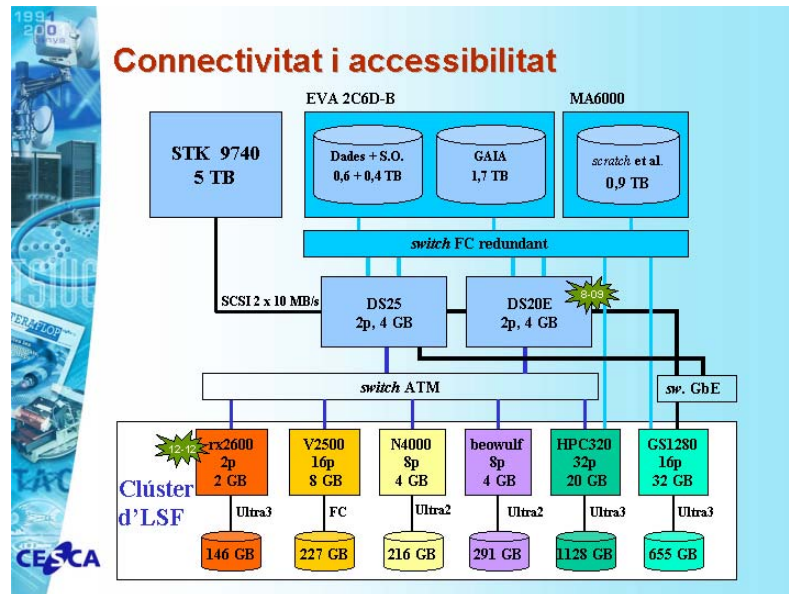 1991
Connectivitat i accessibilitat
EVA 2C6D-B
MA6000
STK 9740
5 TB
Dades + S.O.
0,6 + 0,4 TB
GAIA
1,7 TB
scratch et al.
0,9 TB
switch FC redundant
SCSI 2 x 10 MB/s
DS25
2p, 4 GB
DS20E
2p, 4 GB
8-09
switch ATM
sw. GbE
12-12
rx2600
2p
2 GB
V2500
16p
8 GB
N4000
8p
4 GB
beowulf
8p
4 GB
HPC320
32p
20 GB
GS1280
16p
32 GB
Clúster
d'LSF
Ultra3
FC
Ultra2
Ultra2
Ultra3
Ultra3
146 GB
227 GB
216 GB
291 GB
1128 GB
655 GB
TERAFLOP
CESCA